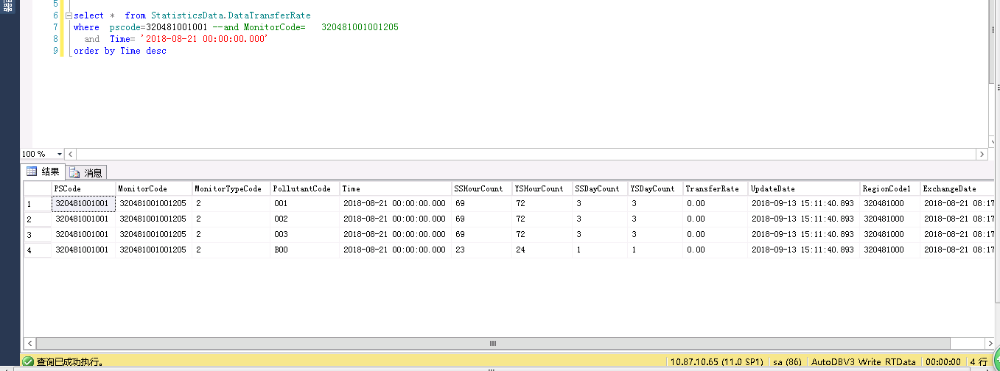 5
6 select * from StatisticsData.DataTransferRate
7 where pscode=320481001001 --and MonitorCode= 320481001001205
8 and Time= '2018-08-21 00:00:00.000'
9 order by Time desc
100 %
结果 消息
PSCode MonitorCode MonitorTypeCode PollutantCode Time SSHourCount YSHourCount SSDayCount YSDayCount TransferRate UpdateDate RegionCode1 ExchangeDate
1 320481001001 320481001001205 2 001 2018-08-21 00:00:00.000 69 72 3 3 0.00 2018-09-13 15:11:40.893 320481000 2018-08-21 08:17
2 320481001001 320481001001205 2 002 2018-08-21 00:00:00.000 69 72 3 3 0.00 2018-09-13 15:11:40.893 320481000 2018-08-21 08:17
3 320481001001 320481001001205 2 003 2018-08-21 00:00:00.000 69 72 3 3 0.00 2018-09-13 15:11:40.893 320481000 2018-08-21 08:17
4 320481001001 320481001001205 2 B00 2018-08-21 00:00:00.000 23 24 1 1 0.00 2018-09-13 15:11:40.893 320481000 2018-08-21 08:17
查询已成功执行。 10.87.10.65 (11.0 SP1) sa (86) AutoDBV3 Write RTData 00:00:00 4 行